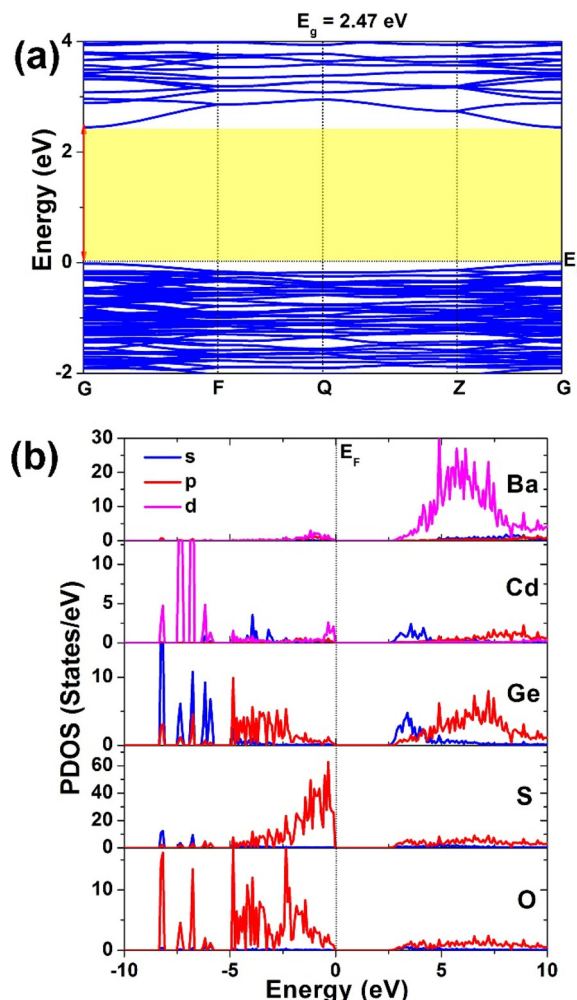 E_g = 2.47 eV
(a)
Energy (eV)
4
2
0
-2
E
G F Q Z G
(b)
PDOS (States/eV)
s
p
d
E_F
30
20
10
0
Ba
10
5
0
Cd
10
5
0
Ge
60
40
20
0
S
10
0
O
-10 -5 0 5 10
Energy (eV)